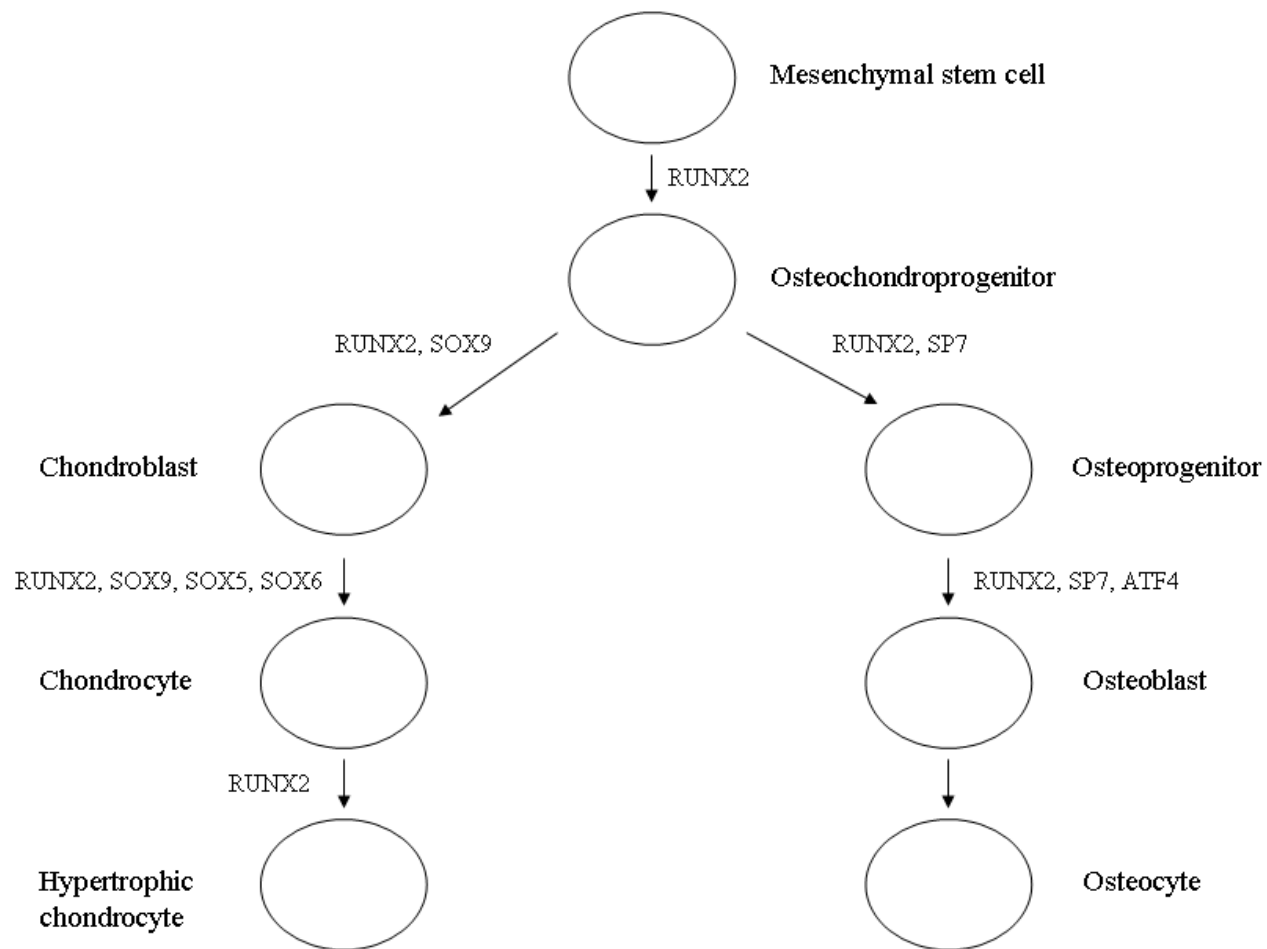 Mesenchymal stem cell
RUNX2
Osteochondroprogenitor
RUNX2, SOX9
RUNX2, SP7
Chondroblast
Osteoprogenitor
RUNX2, SOX9, SOX5, SOX6
RUNX2, SP7, ATF4
Chondrocyte
Osteoblast
RUNX2
Hypertrophic
chondrocyte
Osteocyte